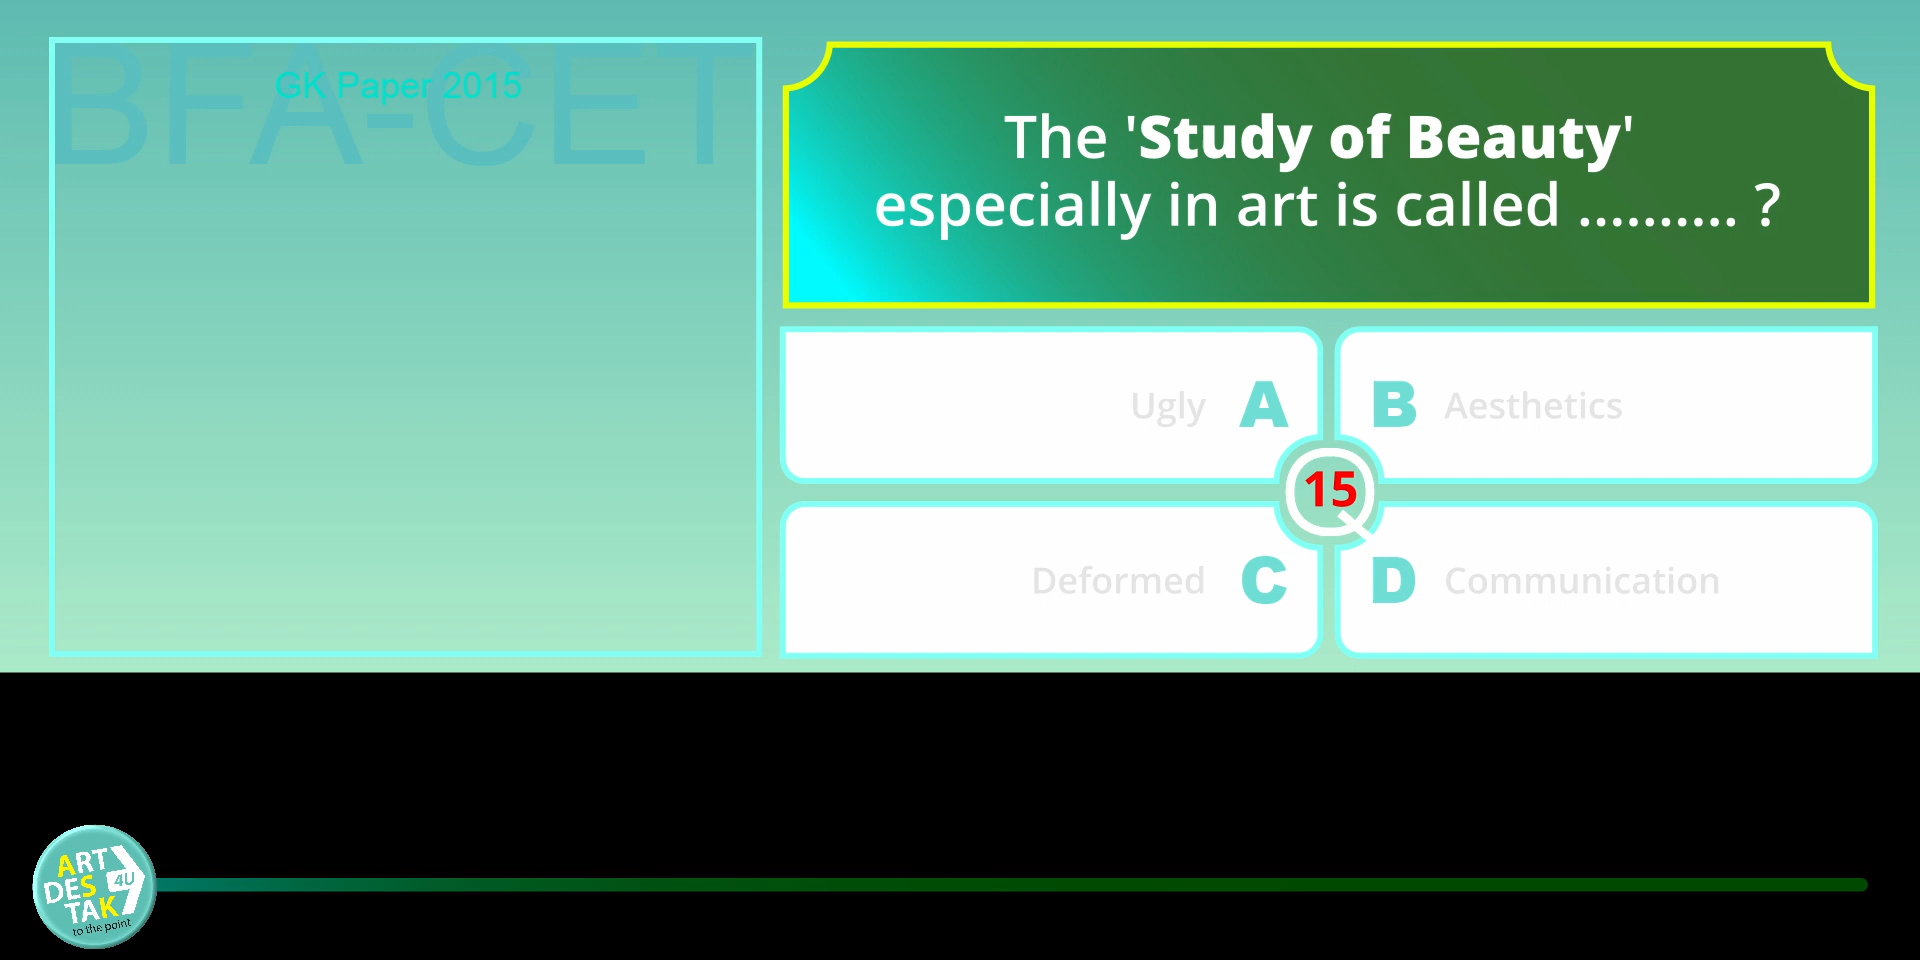 BFA-CET
GK Paper 2015
The 'Study of Beauty'
especially in art is called .......... ?
Ugly A
B Aesthetics
15
Deformed C
D Communication
ART
DES 4U
TAK
to the point